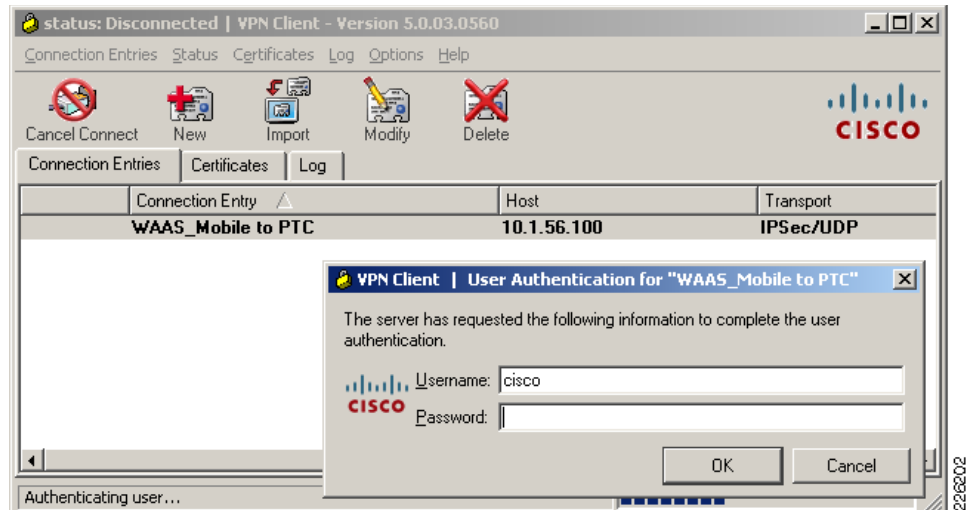 status: Disconnected | VPN Client - Version 5.0.03.0560
Connection Entries Status Certificates Log Options Help
Cancel Connect New Import Modify Delete
CISCO
Connection Entries Certificates Log
Connection Entry Host Transport
WAAS_Mobile to PTC 10.1.56.100 IPSec/UDP
VPN Client | User Authentication for "WAAS_Mobile to PTC"
The server has requested the following information to complete the user
authentication.
CISCO
Username: cisco
Password:
OK Cancel
Authenticating user...
226202